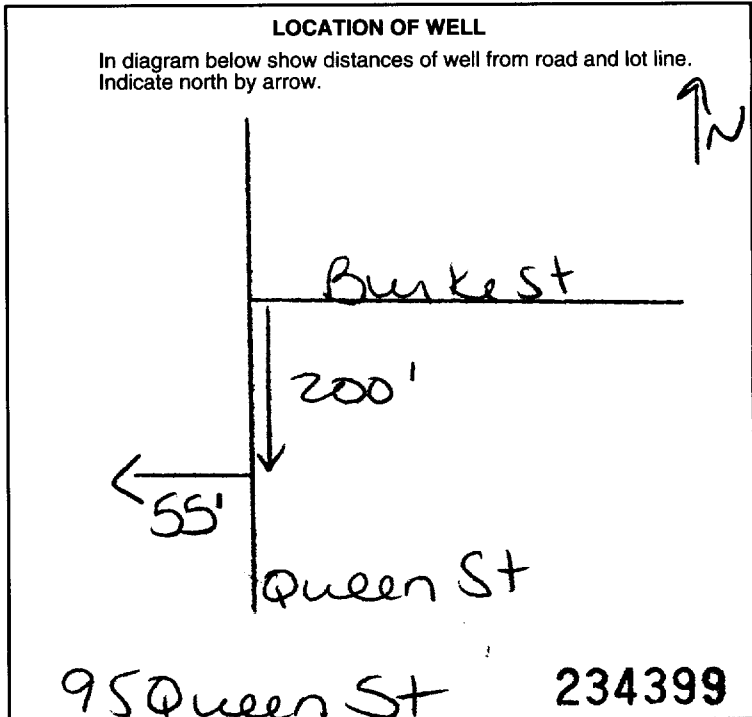 LOCATION OF WELL
In diagram below show distances of well from road and lot line.
Indicate north by arrow.
N
Burke St
200'
55'
Queen St
95 Queen St
234399